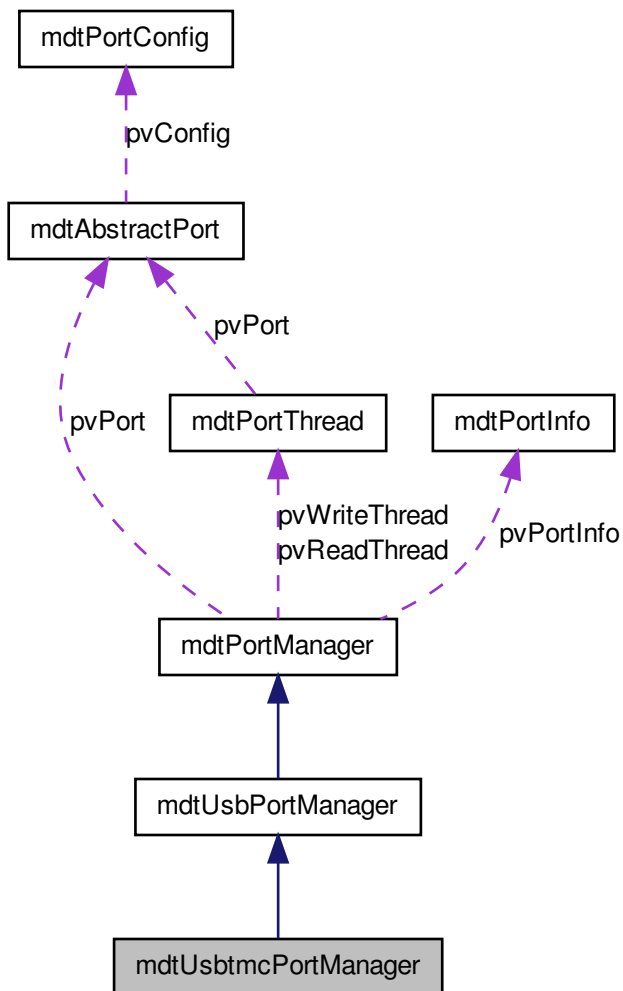 mdtPortConfig
pvConfig
mdtAbstractPort
pvPort
pvPort
mdtPortThread
mdtPortInfo
pvWriteThread
pvReadThread
pvPortInfo
mdtPortManager
mdtUsbPortManager
mdtUsbtmcPortManager